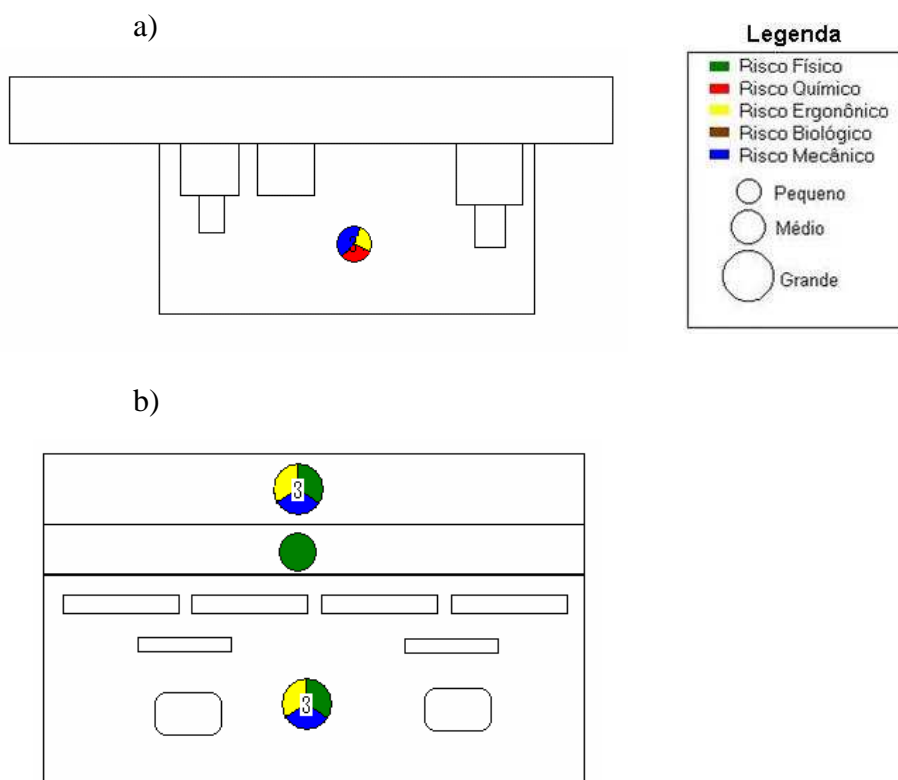 a)
Legenda
Risco Físico
Risco Químico
Risco Ergonônico
Risco Biológico
Risco Mecânico
Pequeno
Médio
Grande
b)
3
3